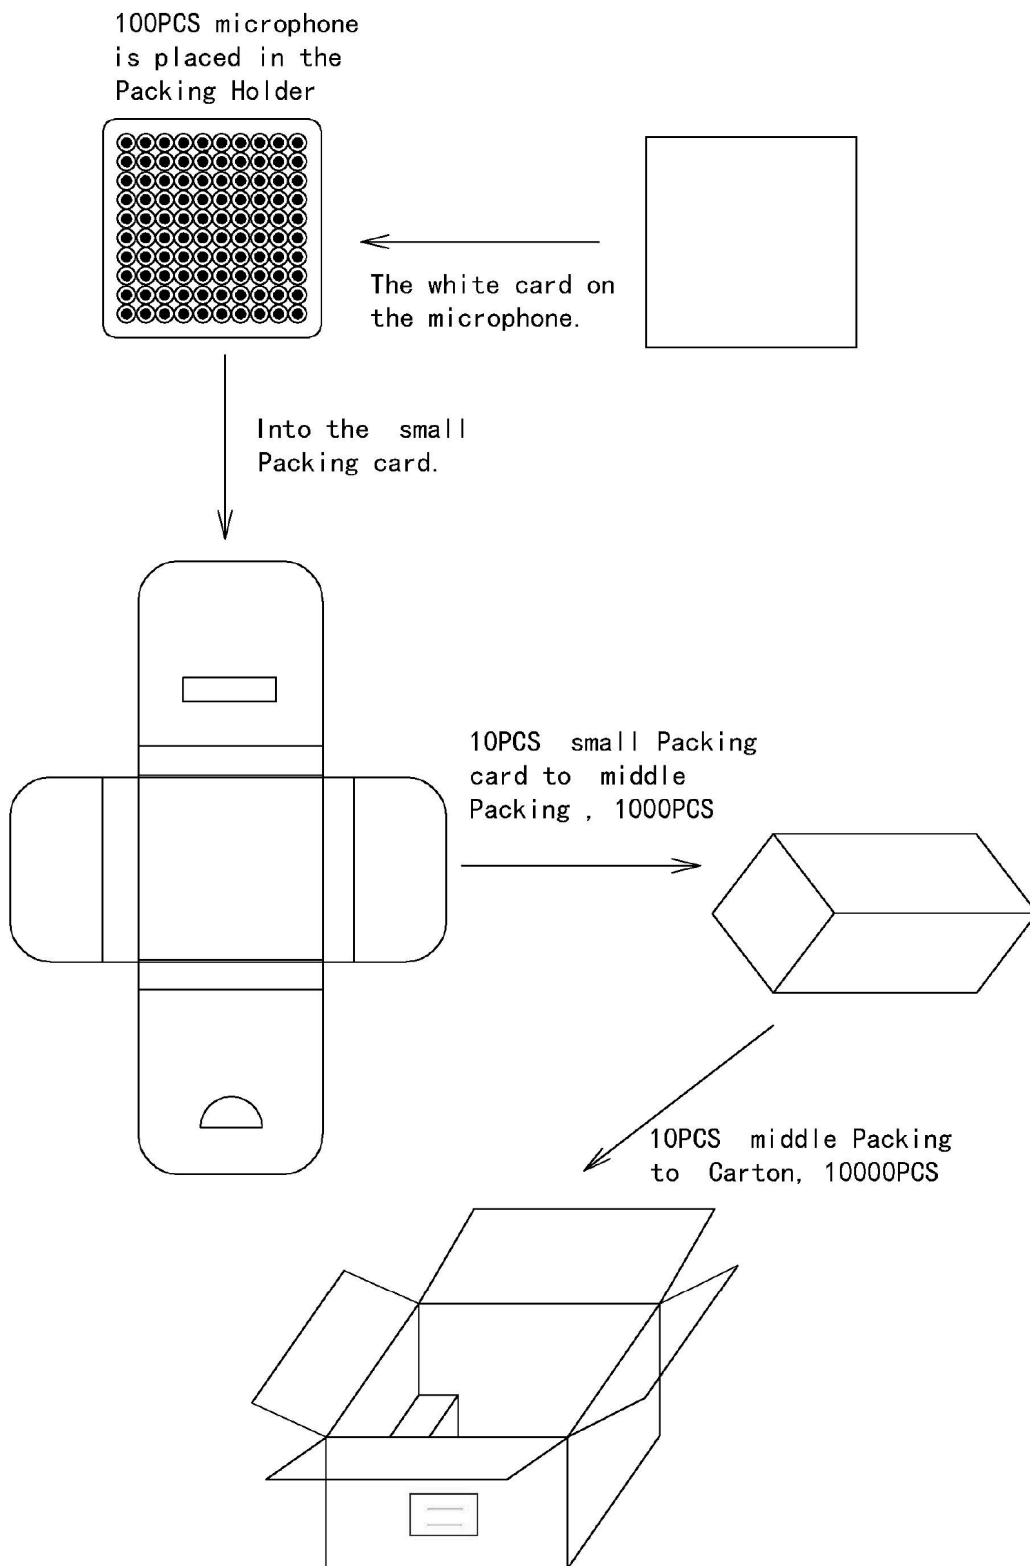 100PCS microphone
is placed in the
Packing Holder
The white card on
the microphone.
Into the small
Packing card.
10PCS small Packing
card to middle
Packing , 1000PCS
10PCS middle Packing
to Carton, 10000PCS